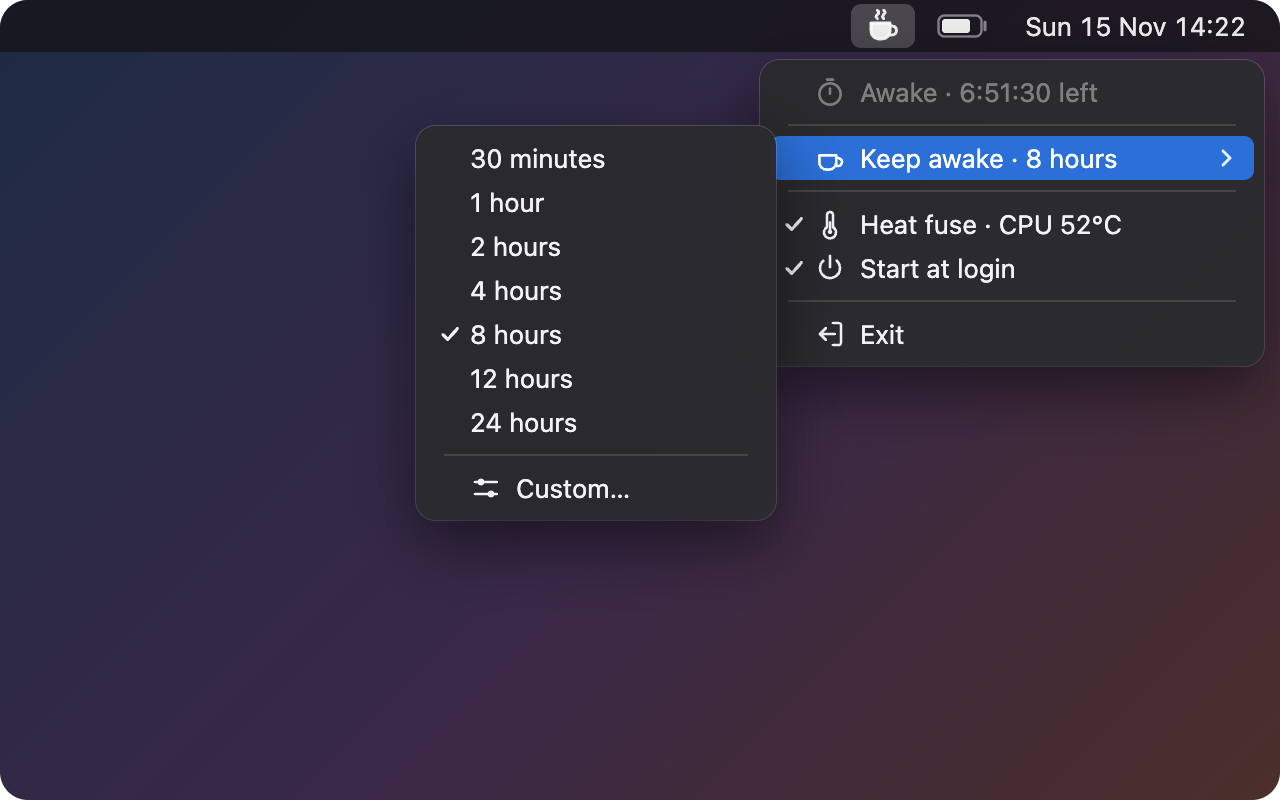 Sun 15 Nov 14:22
Awake · 6:51:30 left
Keep awake · 8 hours
Heat fuse · CPU 52°C
Start at login
Exit
30 minutes
1 hour
2 hours
4 hours
8 hours
12 hours
24 hours
Custom...